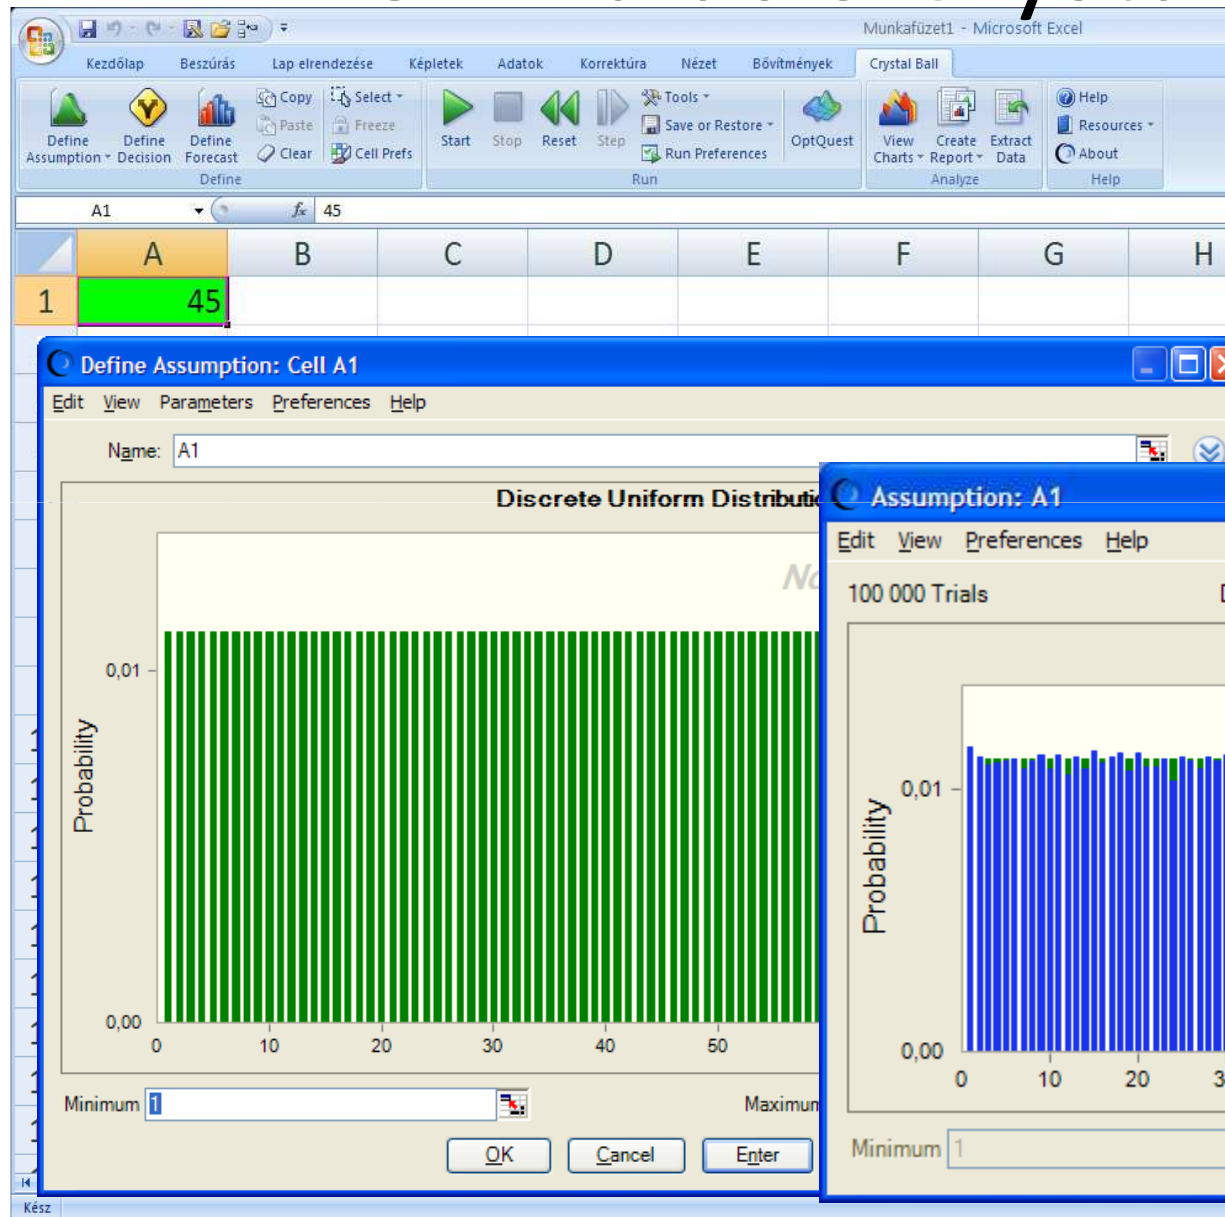 Munkafüzet1 - Microsoft Excel
Kezdőlap Beszúrás Lap elrendezése Képletek Adatok Korrektúra Nézet Bővítmények Crystal Ball
Define Assumption
Define Decision
Define Forecast
Copy
Paste
Clear
Select
Freeze
Cell Prefs
Define
Start
Stop
Reset
Step
Tools
Save or Restore
Run Preferences
OptQuest
Run
View Charts
Create Report
Extract Data
Analyze
Help
Resources
About
Help
A1 fx 45
A B C D E F G H
1 45
Define Assumption: Cell A1
Edit View Parameters Preferences Help
Name: A1
Discrete Uniform
0,01
Probability
0,00
0 10 20 30 40 50
Minimum 1
Maximum
OK Cancel Enter
Assumption: A1
Edit View Preferences Help
100 000 Trials
0,01
Probability
0,00
0 10 20
Minimum 1
Kész